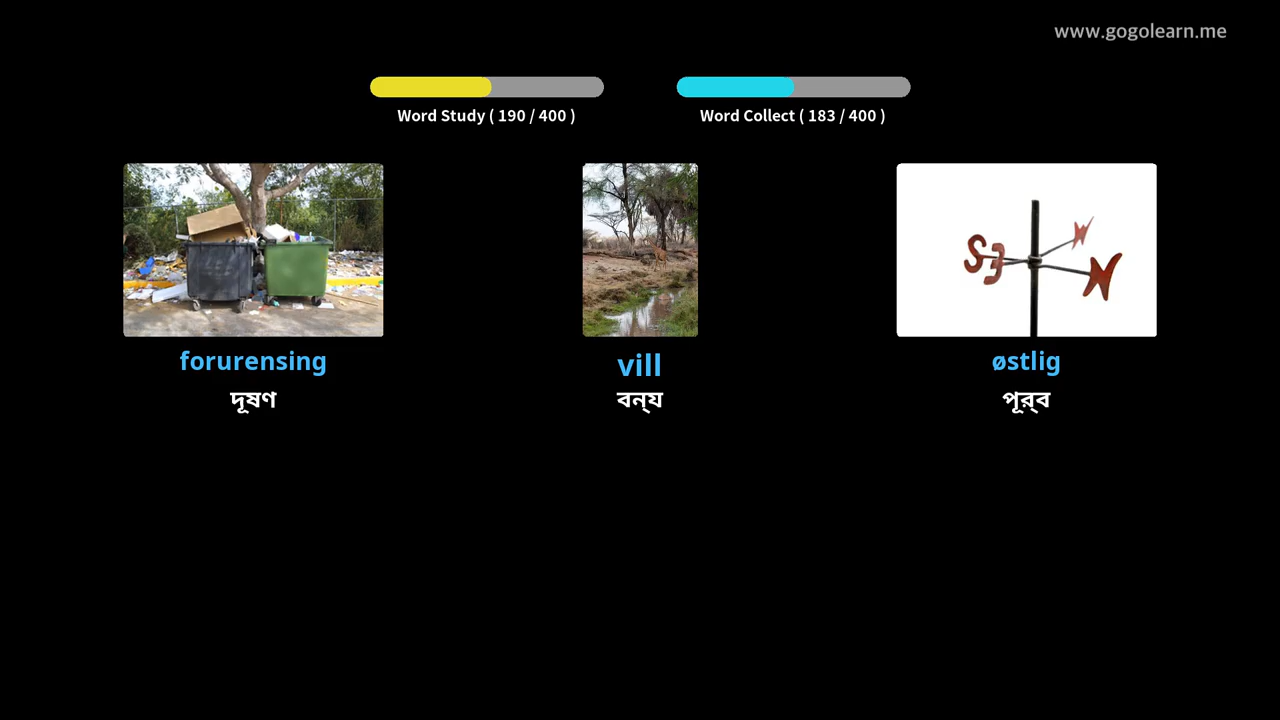 www.gogolearn.me
Word Study ( 190 / 400 )
Word Collect ( 183 / 400 )
forurensing
vill
østlig
দূষণ
বন্য
পূর্ব